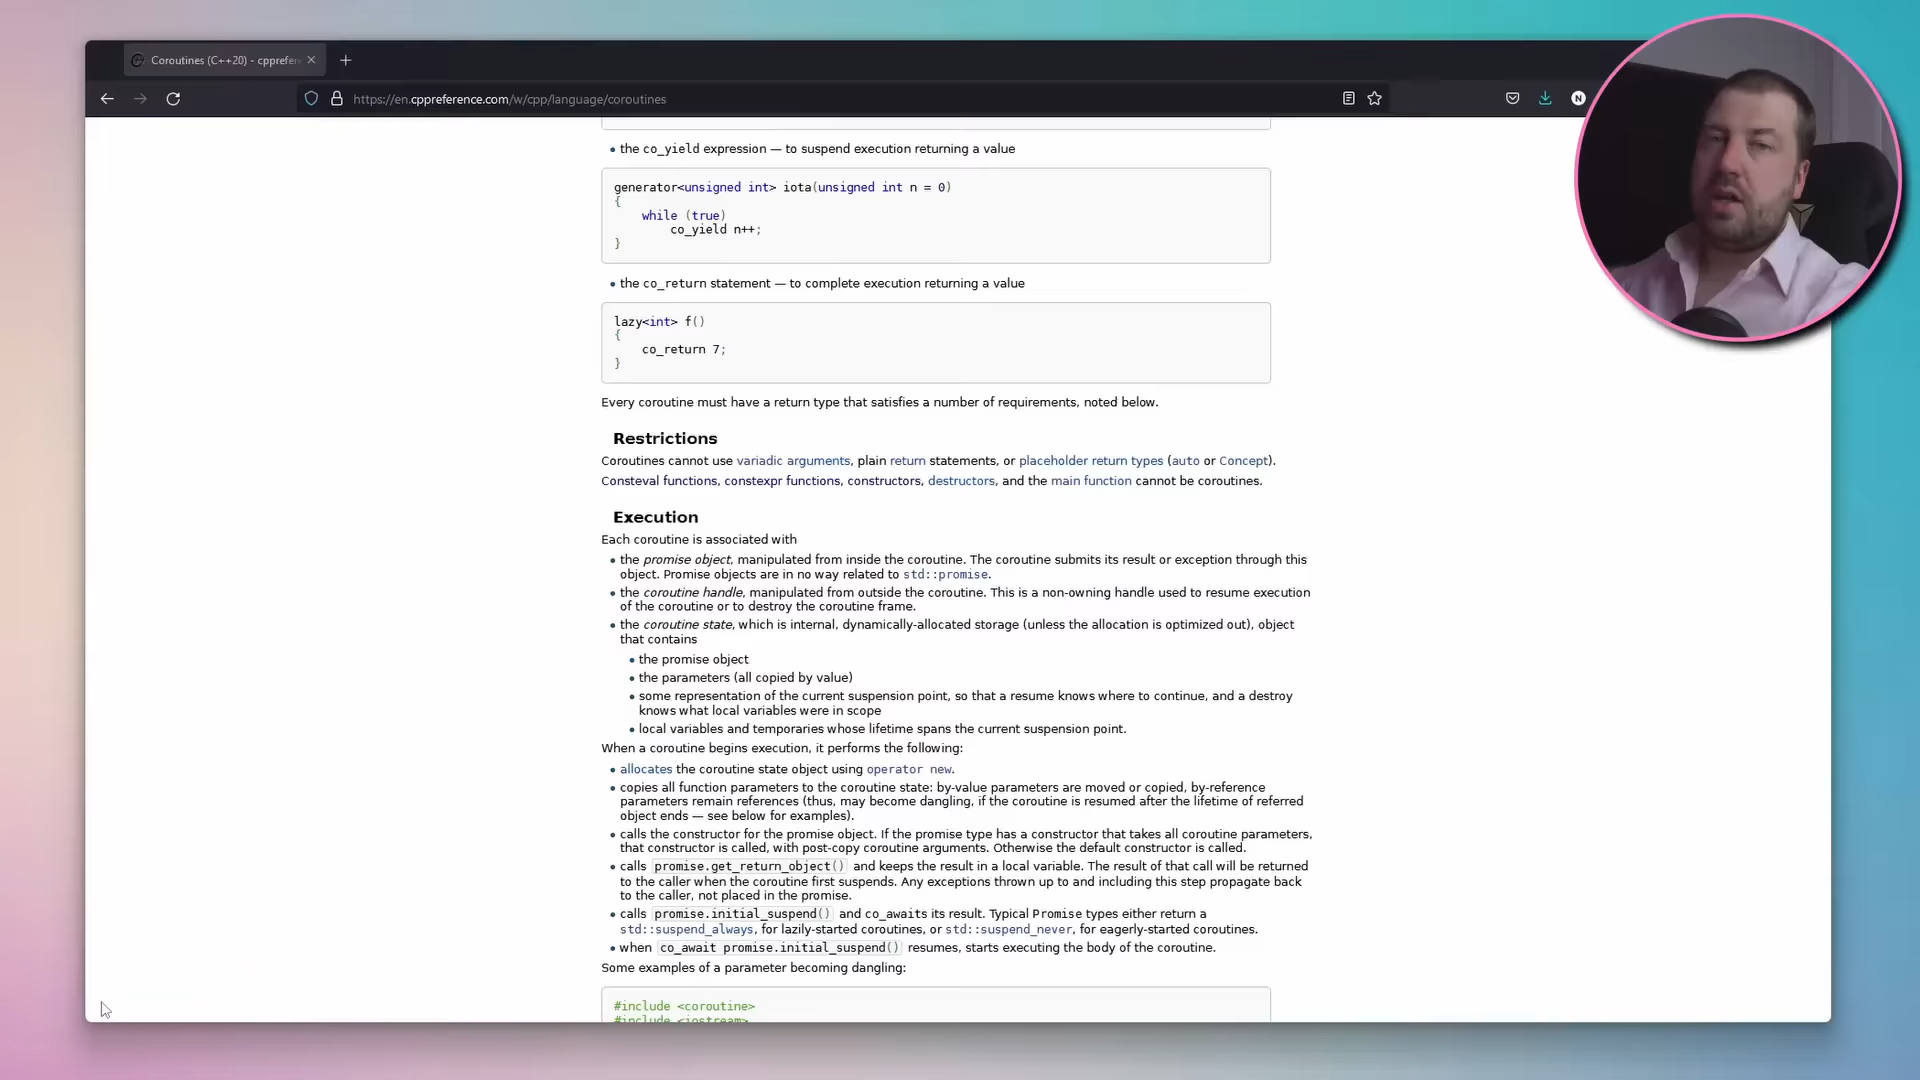 Coroutines (C++20) - cpprefere
https://en.cppreference.com/w/cpp/language/coroutines
N
• the co_yield expression — to suspend execution returning a value
generator<unsigned int> iota(unsigned int n = 0)
{
while (true)
co_yield n++;
}
• the co_return statement — to complete execution returning a value
lazy<int> f()
{
co_return 7;
}
Every coroutine must have a return type that satisfies a number of requirements, noted below.
Restrictions
Coroutines cannot use variadic arguments, plain return statements, or placeholder return types (auto or Concept).
Consteval functions, constexpr functions, constructors, destructors, and the main function cannot be coroutines.
Execution
Each coroutine is associated with
• the promise object, manipulated from inside the coroutine. The coroutine submits its result or exception through this
object. Promise objects are in no way related to std::promise.
• the coroutine handle, manipulated from outside the coroutine. This is a non-owning handle used to resume execution
of the coroutine or to destroy the coroutine frame.
• the coroutine state, which is internal, dynamically-allocated storage (unless the allocation is optimized out), object
that contains
• the promise object
• the parameters (all copied by value)
• some representation of the current suspension point, so that a resume knows where to continue, and a destroy
knows what local variables were in scope
• local variables and temporaries whose lifetime spans the current suspension point.
When a coroutine begins execution, it performs the following:
• allocates the coroutine state object using operator new.
• copies all function parameters to the coroutine state: by-value parameters are moved or copied, by-reference
parameters remain references (thus, may become dangling, if the coroutine is resumed after the lifetime of referred
object ends — see below for examples).
• calls the constructor for the promise object. If the promise type has a constructor that takes all coroutine parameters,
that constructor is called, with post-copy coroutine arguments. Otherwise the default constructor is called.
• calls promise.get_return_object() and keeps the result in a local variable. The result of that call will be returned
to the caller when the coroutine first suspends. Any exceptions thrown up to and including this step propagate back
to the caller, not placed in the promise.
• calls promise.initial_suspend() and co_awaits its result. Typical Promise types either return a
std::suspend_always, for lazily-started coroutines, or std::suspend_never, for eagerly-started coroutines.
• when co_await promise.initial_suspend() resumes, starts executing the body of the coroutine.
Some examples of a parameter becoming dangling:
#include <coroutine>
#include <iostream>